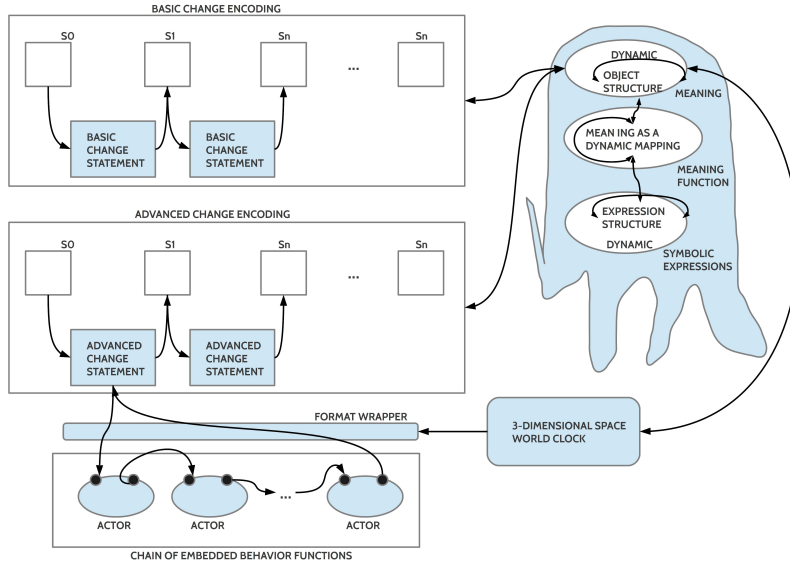 BASIC CHANGE ENCODING
S0 S1 Sn Sn
...
BASIC
CHANGE
STATEMENT
BASIC
CHANGE
STATEMENT
ADVANCED CHANGE ENCODING
S0 S1 Sn Sn
...
ADVANCED
CHANGE
STATEMENT
ADVANCED
CHANGE
STATEMENT
FORMAT WRAPPER
...
ACTOR
ACTOR
ACTOR
CHAIN OF EMBEDDED BEHAVIOR FUNCTIONS
DYNAMIC
OBJECT
STRUCTURE
MEANING
MEAN ING AS A
DYNAMIC MAPPING
MEANING
FUNCTION
EXPRESSION
STRUCTURE
DYNAMIC
SYMBOLIC
EXPRESSIONS
3-DIMENSIONAL SPACE
WORLD CLOCK